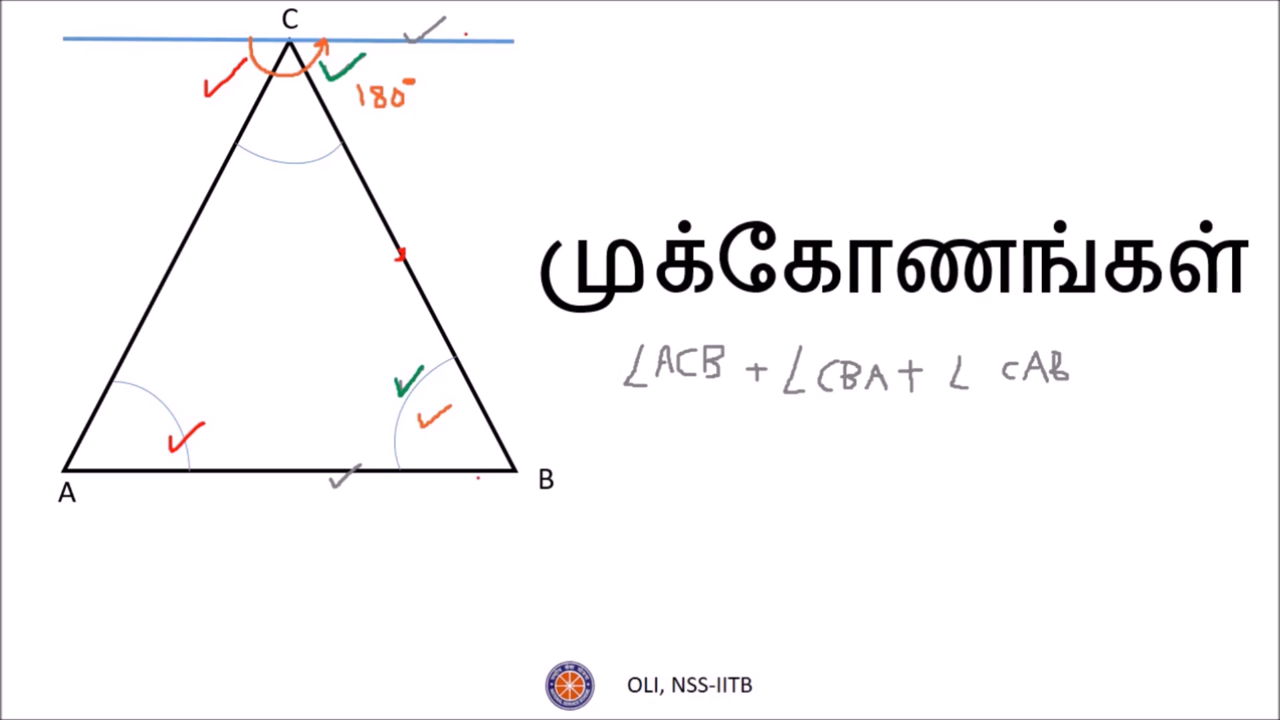 C
180°
முக்கோணங்கள்
∠ACB + ∠CBA + ∠CAB
A
B
OLI, NSS-IITB